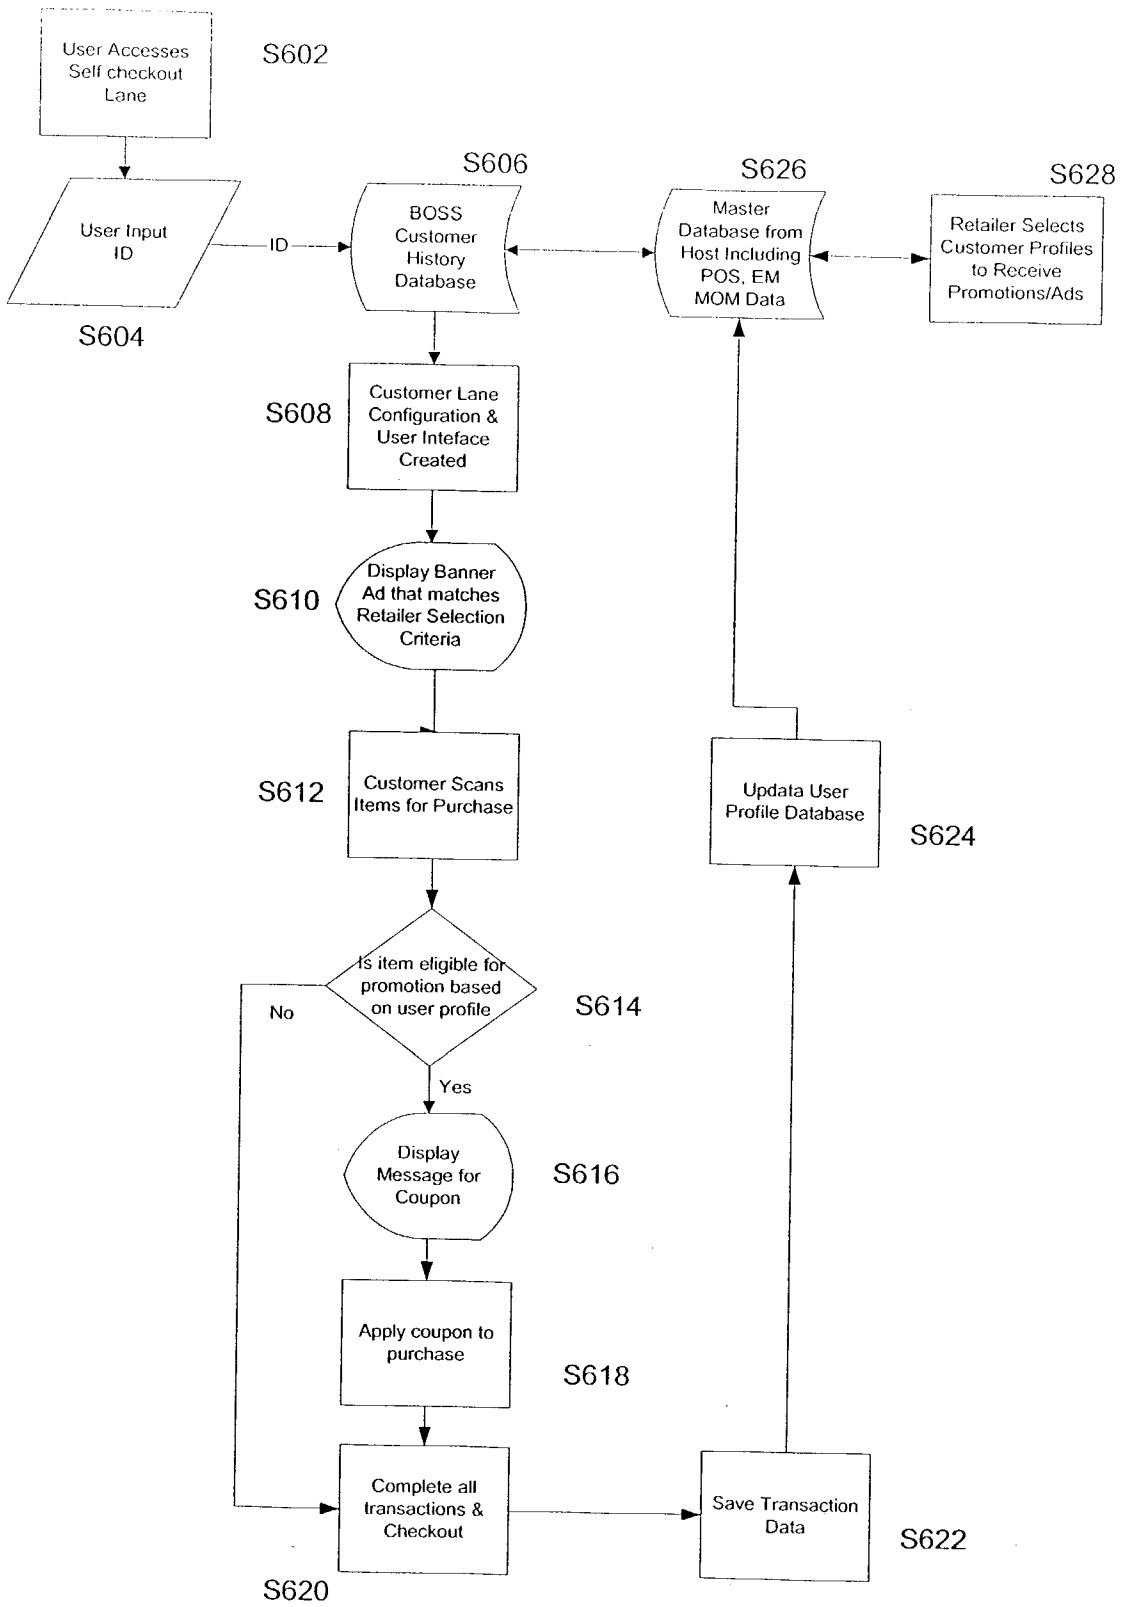 User Accesses
Self checkout
Lane
S602
User Input
ID
S604
ID
S606
BOSS
Customer
History
Database
S626
Master
Database from
Host Including
POS, EM
MOM Data
S628
Retailer Selects
Customer Profiles
to Receive
Promotions/Ads
S608
Customer Lane
Configuration &
User Inteface
Created
S610
Display Banner
Ad that matches
Retailer Selection
Criteria
S612
Customer Scans
Items for Purchase
Updata User
Profile Database
S624
Is item eligible for
promotion based
on user profile
S614
No
Yes
Display
Message for
Coupon
S616
Apply coupon to
purchase
S618
Complete all
transactions &
Checkout
S620
Save Transaction
Data
S622